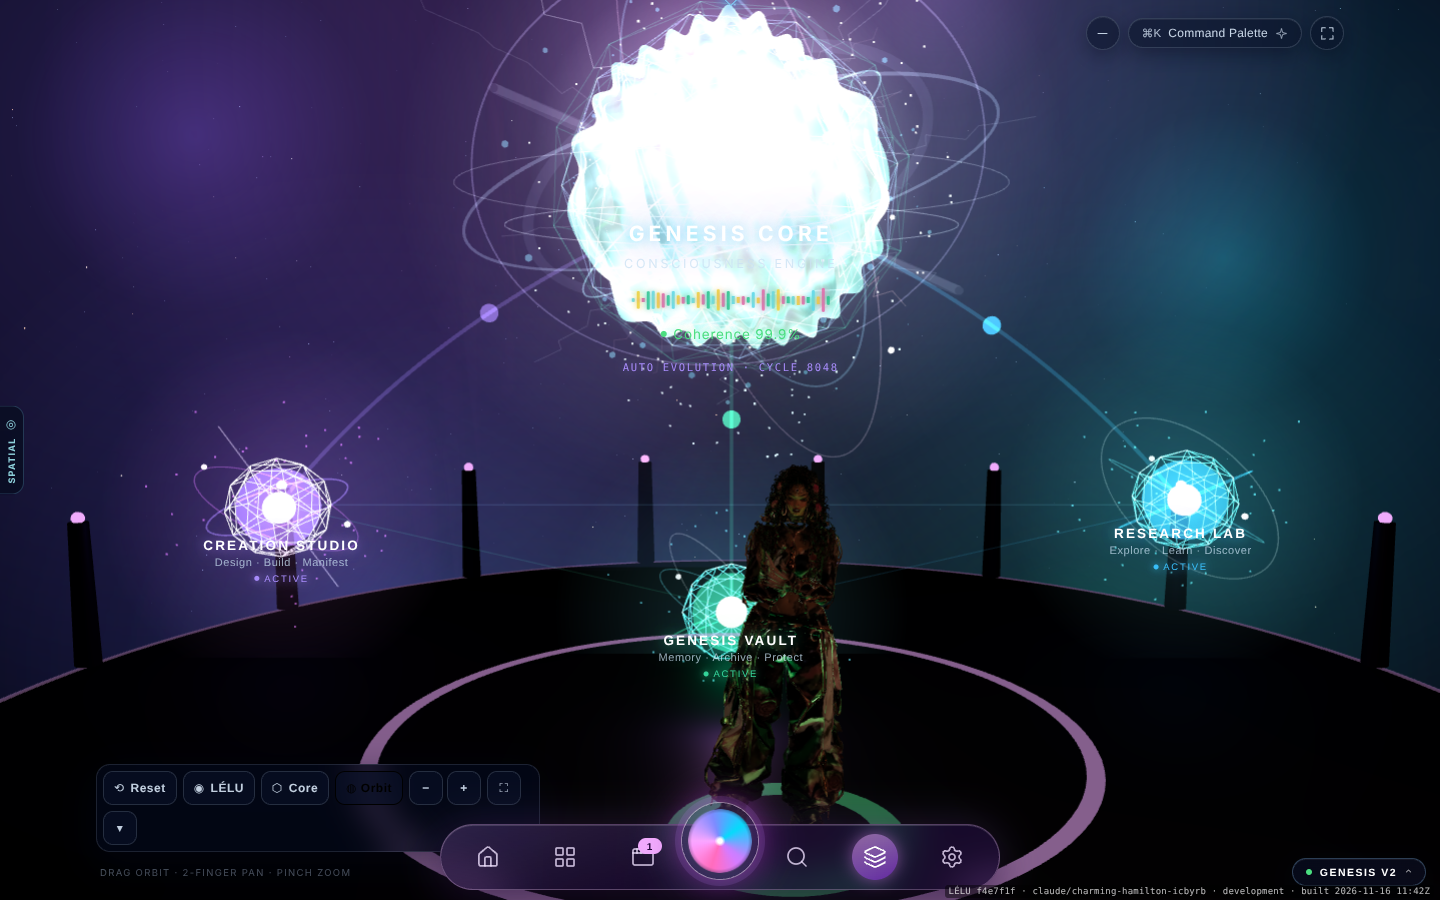 ⌘K Command Palette
GENESIS CORE
CONSCIOUSNESS ENGINE
Coherence 99.9%
AUTO EVOLUTION · CYCLE 8048
SPATIAL
CREATION STUDIO
Design · Build · Manifest
ACTIVE
RESEARCH LAB
Explore · Learn · Discover
ACTIVE
GENESIS VAULT
Memory · Archive · Protect
ACTIVE
Reset
LÉLU
Core
Orbit
− +
1
DRAG ORBIT · 2-FINGER PAN · PINCH ZOOM
GENESIS V2
LÉLU f4e7f1f · claude/charming-hamilton-icbyrb · development · built 2026-11-16 11:42Z